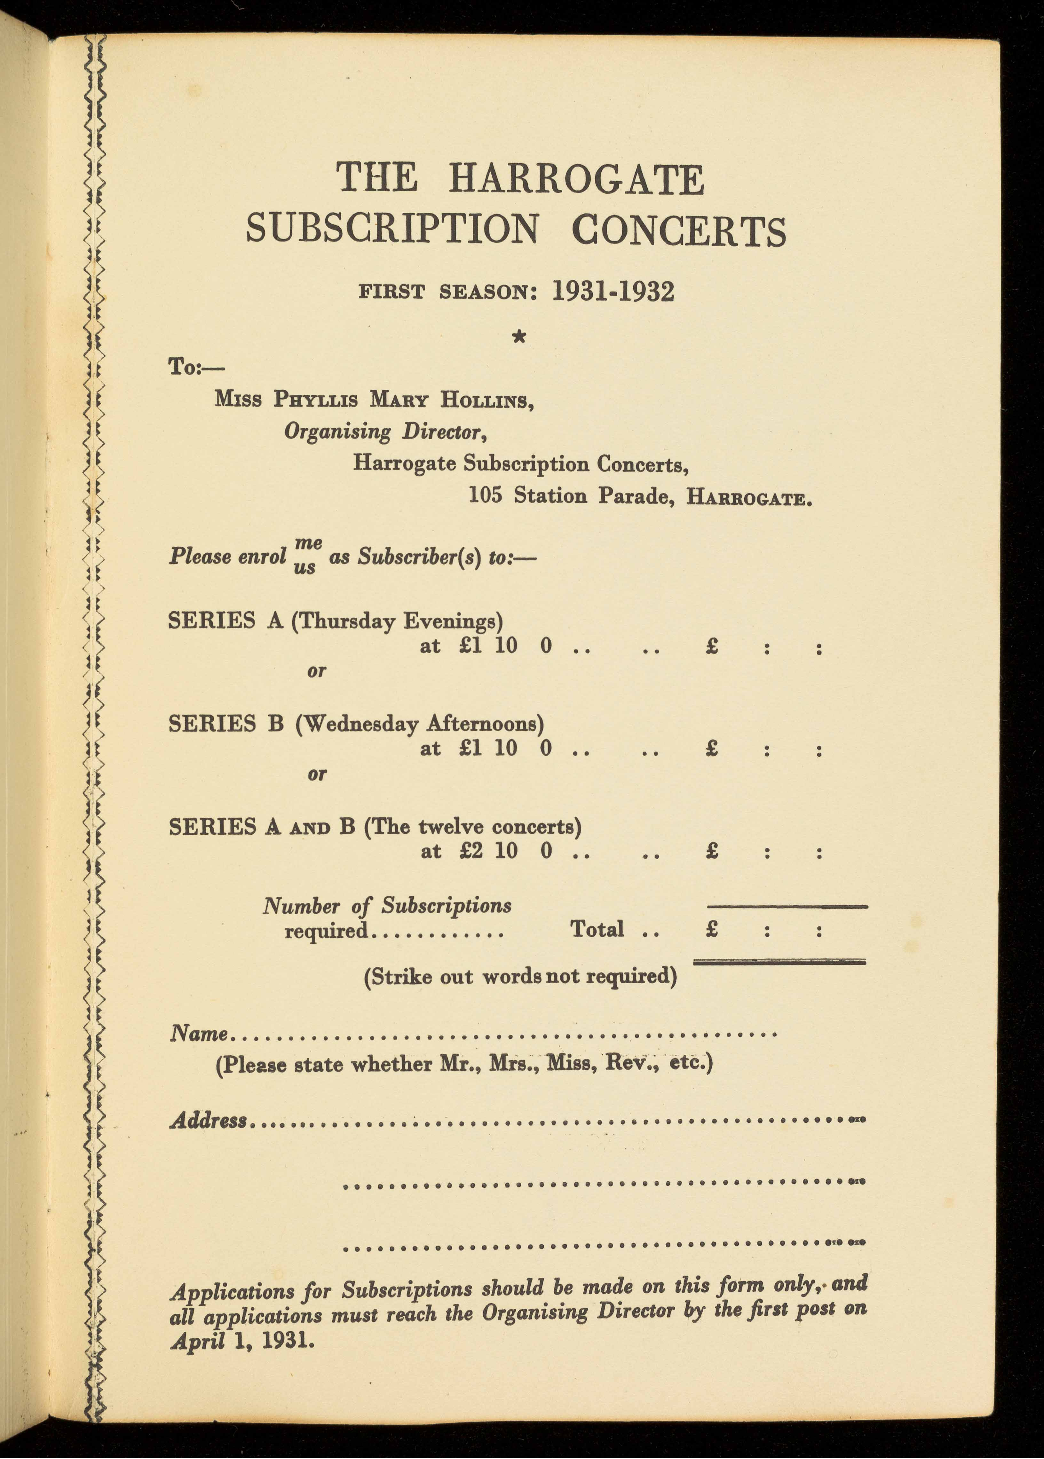 THE HARROGATE
SUBSCRIPTION CONCERTS
FIRST SEASON: 1931-1932
*
To:—
MISS PHYLLIS MARY HOLLINS,
Organising Director,
Harrogate Subscription Concerts,
105 Station Parade, HARROGATE.
Please enrol me us as Subscriber(s) to:—
SERIES A (Thursday Evenings)
at £1 10 0 .. .. £ : :
or
SERIES B (Wednesday Afternoons)
at £1 10 0 .. .. £ : :
or
SERIES A AND B (The twelve concerts)
at £2 10 0 .. .. £ : :
Number of Subscriptions
required............ Total .. £ : :
(Strike out words not required)
Name................................................
(Please state whether Mr., Mrs., Miss, Rev., etc.)
Address......................................................
..............................................
..............................................
Applications for Subscriptions should be made on this form only, and
all applications must reach the Organising Director by the first post on
April 1, 1931.